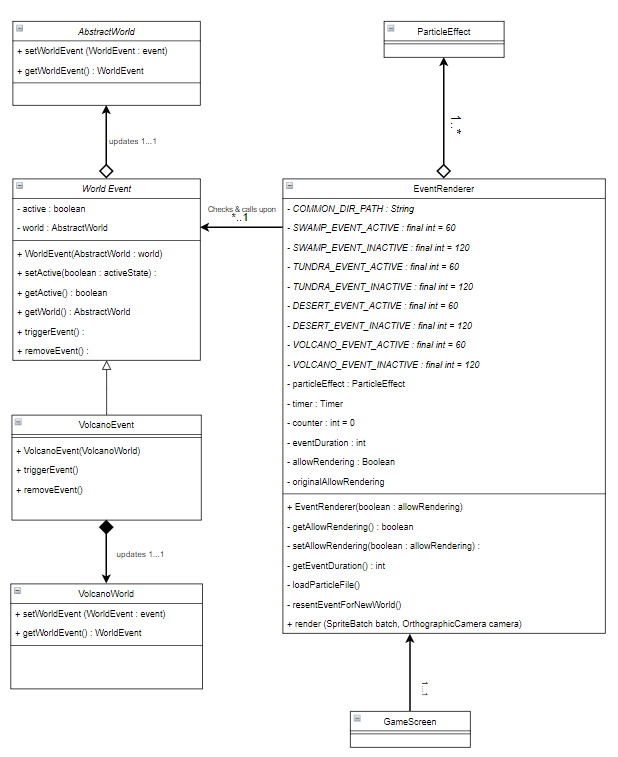 AbstractWorld
+ setWorldEvent (WorldEvent : event)
+ getWorldEvent() : WorldEvent
updates 1...1
World Event
- active : boolean
- world : AbstractWorld
+ WorldEvent(AbstractWorld : world)
+ setActive(boolean : activeState) :
+ getActive() : boolean
+ getWorld() : AbstractWorld
+ triggerEvent() :
+ removeEvent() :
VolcanoEvent
+ VolcanoEvent(VolcanoWorld)
+ triggerEvent()
+ removeEvent()
updates 1...1
VolcanoWorld
+ setWorldEvent (WorldEvent : event)
+ getWorldEvent() : WorldEvent
Checks & calls upon
*..1
ParticleEffect
1..*
EventRenderer
- COMMON_DIR_PATH : String
- SWAMP_EVENT_ACTIVE : final int = 60
- SWAMP_EVENT_INACTIVE : final int = 120
- TUNDRA_EVENT_ACTIVE : final int = 60
- TUNDRA_EVENT_INACTIVE : final int = 120
- DESERT_EVENT_ACTIVE : final int = 60
- DESERT_EVENT_INACTIVE : final int = 120
- VOLCANO_EVENT_ACTIVE : final int = 60
- VOLCANO_EVENT_INACTIVE : final int = 120
- particleEffect : ParticleEffect
- timer : Timer
- counter : int = 0
- eventDuration : int
- allowRendering : Boolean
- originalAllowRendering
+ EventRenderer(boolean : allowRendering)
- getAllowRendering() : boolean
- setAllowRendering(boolean : allowRendering) :
- getEventDuration() : int
- loadParticleFile()
- resentEventForNewWorld()
+ render (SpriteBatch batch, OrthographicCamera camera)
1...1
GameScreen